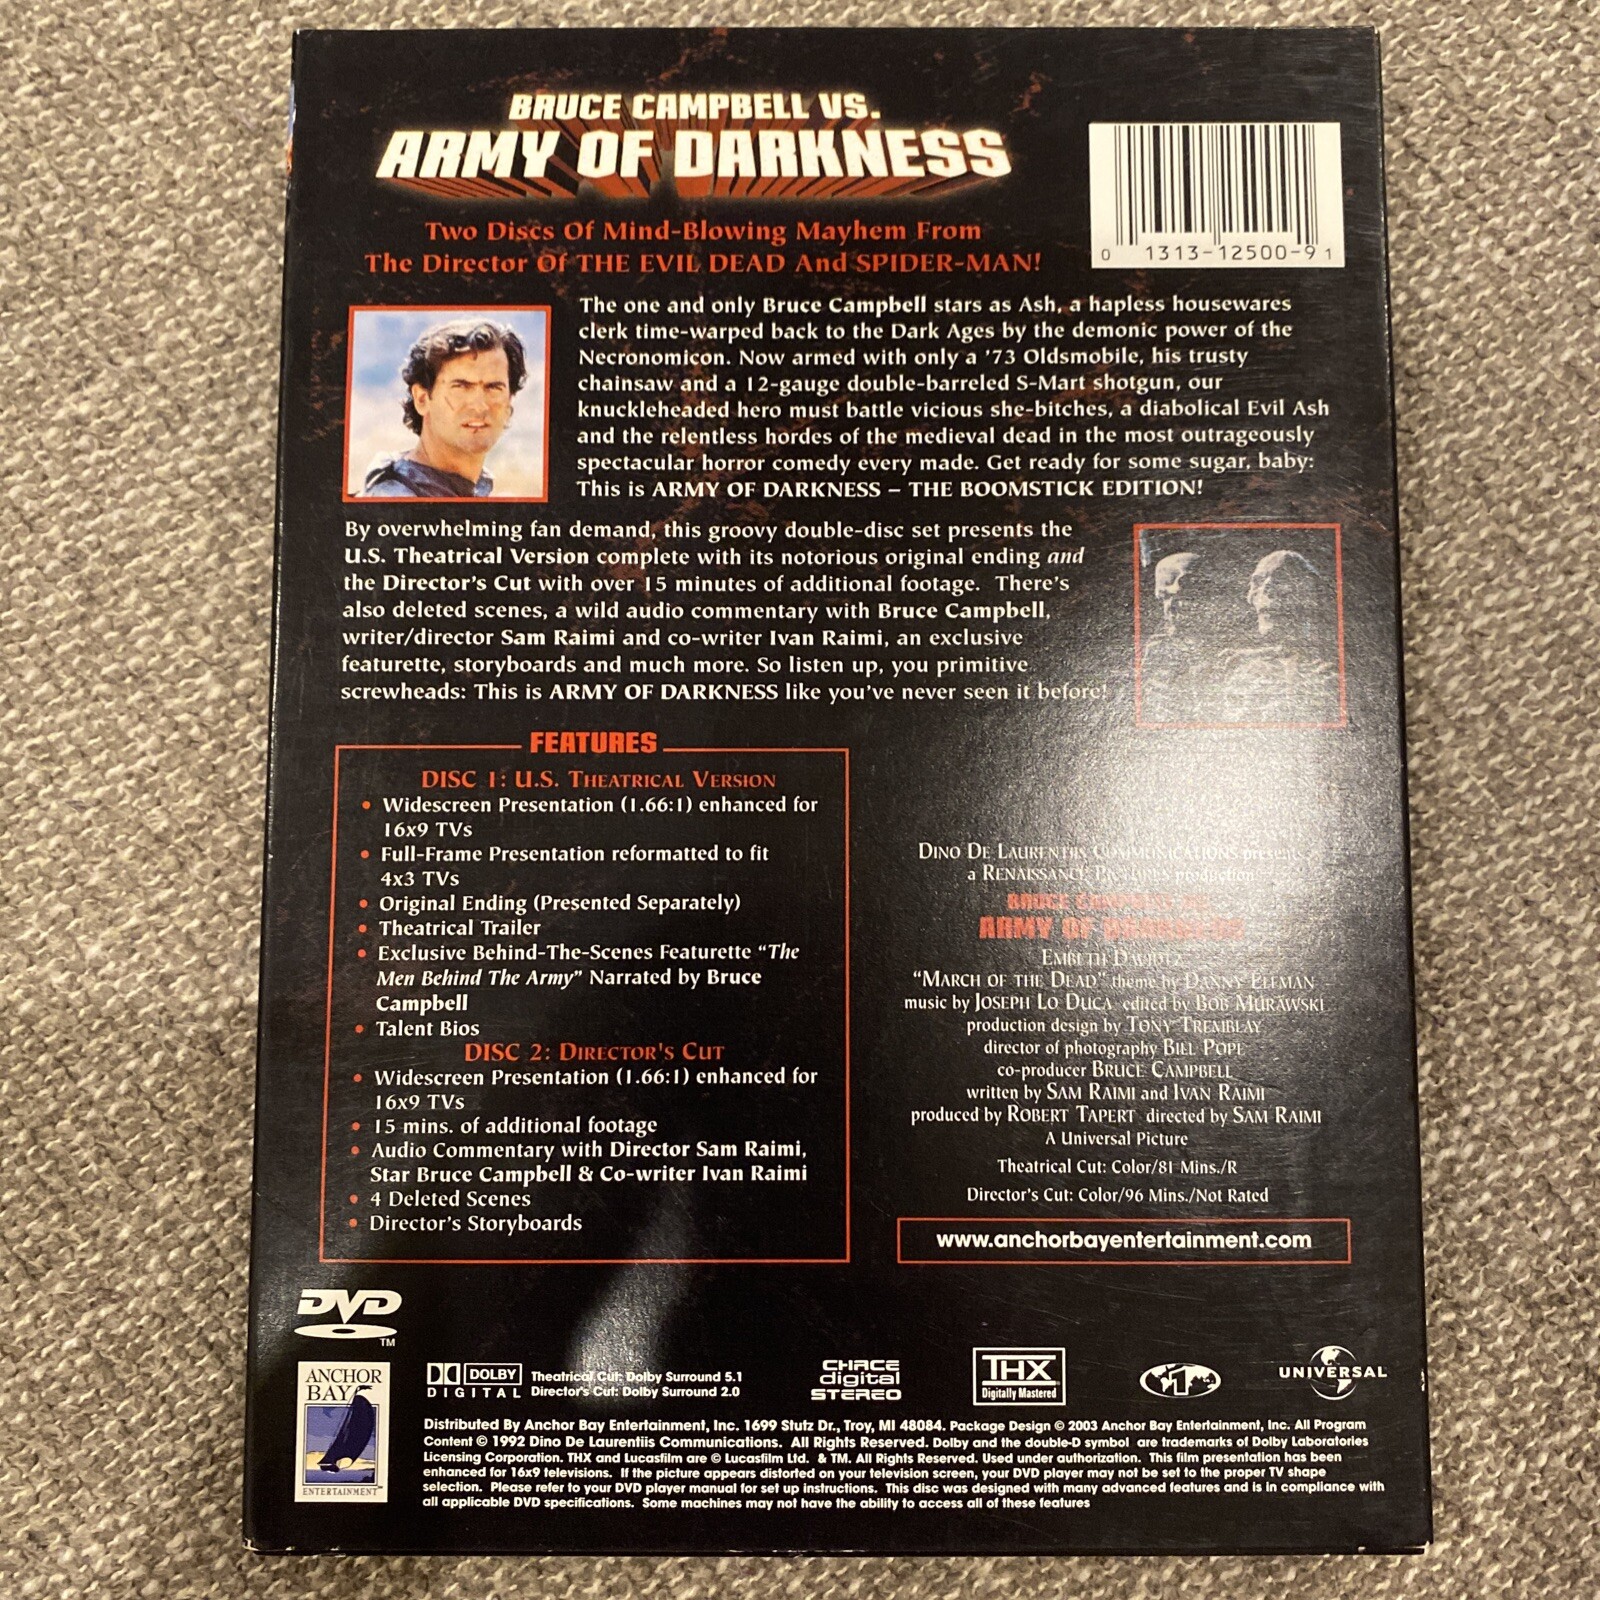 BRUCE CAMPBELL VS.
ARMY OF DARKNESS
Two Discs Of Mind-Blowing Mayhem From
The Director Of THE EVIL DEAD And SPIDER-MAN!
0 1313-12500-9 1
The one and only Bruce Campbell stars as Ash, a hapless housewares
clerk time-warped back to the Dark Ages by the demonic power of the
Necronomicon. Now armed with only a '73 Oldsmobile, his trusty
chainsaw and a 12-gauge double-barreled S-Mart shotgun, our
knuckleheaded hero must battle vicious she-bitches, a diabolical Evil Ash
and the relentless hordes of the medieval dead in the most outrageously
spectacular horror comedy every made. Get ready for some sugar, baby:
This is ARMY OF DARKNESS – THE BOOMSTICK EDITION!
By overwhelming fan demand, this groovy double-disc set presents the
U.S. Theatrical Version complete with its notorious original ending and
the Director's Cut with over 15 minutes of additional footage. There's
also deleted scenes, a wild audio commentary with Bruce Campbell,
writer/director Sam Raimi and co-writer Ivan Raimi, an exclusive
featurette, storyboards and much more. So listen up, you primitive
screwheads: This is ARMY OF DARKNESS like you've never seen it before!
FEATURES
DISC 1: U.S. THEATRICAL VERSION
• Widescreen Presentation (1.66:1) enhanced for
16x9 TVs
• Full-Frame Presentation reformatted to fit
4x3 TVs
• Original Ending (Presented Separately)
• Theatrical Trailer
• Exclusive Behind-The-Scenes Featurette "The
Men Behind The Army" Narrated by Bruce
Campbell
• Talent Bios
DISC 2: DIRECTOR'S CUT
• Widescreen Presentation (1.66:1) enhanced for
16x9 TVs
• 15 mins. of additional footage
• Audio Commentary with Director Sam Raimi,
Star Bruce Campbell & Co-writer Ivan Raimi
• 4 Deleted Scenes
• Director's Storyboards
DINO DE LAURENTIIS COMMUNICATIONS presents
a RENAISSANCE PICTURES production
BRUCE CAMPBELL VS.
ARMY OF DARKNESS
EMBETH DAVIDTZ
"MARCH OF THE DEAD" theme by DANNY ELFMAN
music by JOSEPH LO DUCA edited by BOB MURAWSKI
production design by TONY TREMBLAY
director of photography BILL POPE
co-producer BRUCE CAMPBELL
written by SAM RAIMI and IVAN RAIMI
produced by ROBERT TAPERT directed by SAM RAIMI
A Universal Picture
Theatrical Cut: Color/81 Mins./R
Director's Cut: Color/96 Mins./Not Rated
www.anchorbayentertainment.com
DVD
TM
ANCHOR
BAY
ENTERTAINMENT
DOLBY
DIGITAL
Theatrical Cut: Dolby Surround 5.1
Director's Cut: Dolby Surround 2.0
CHACE
digital
STEREO
THX
Digitally Mastered
1
UNIVERSAL
Distributed By Anchor Bay Entertainment, Inc. 1699 Stutz Dr., Troy, MI 48084. Package Design © 2003 Anchor Bay Entertainment, Inc. All Program
Content © 1992 Dino De Laurentiis Communications. All Rights Reserved. Dolby and the double-D symbol are trademarks of Dolby Laboratories
Licensing Corporation. THX and Lucasfilm are © Lucasfilm Ltd. & TM. All Rights Reserved. Used under authorization. This film presentation has been
enhanced for 16x9 televisions. If the picture appears distorted on your television screen, your DVD player may not be set to the proper TV shape
selection. Please refer to your DVD player manual for set up instructions. This disc was designed with many advanced features and is in compliance with
all applicable DVD specifications. Some machines may not have the ability to access all of these features